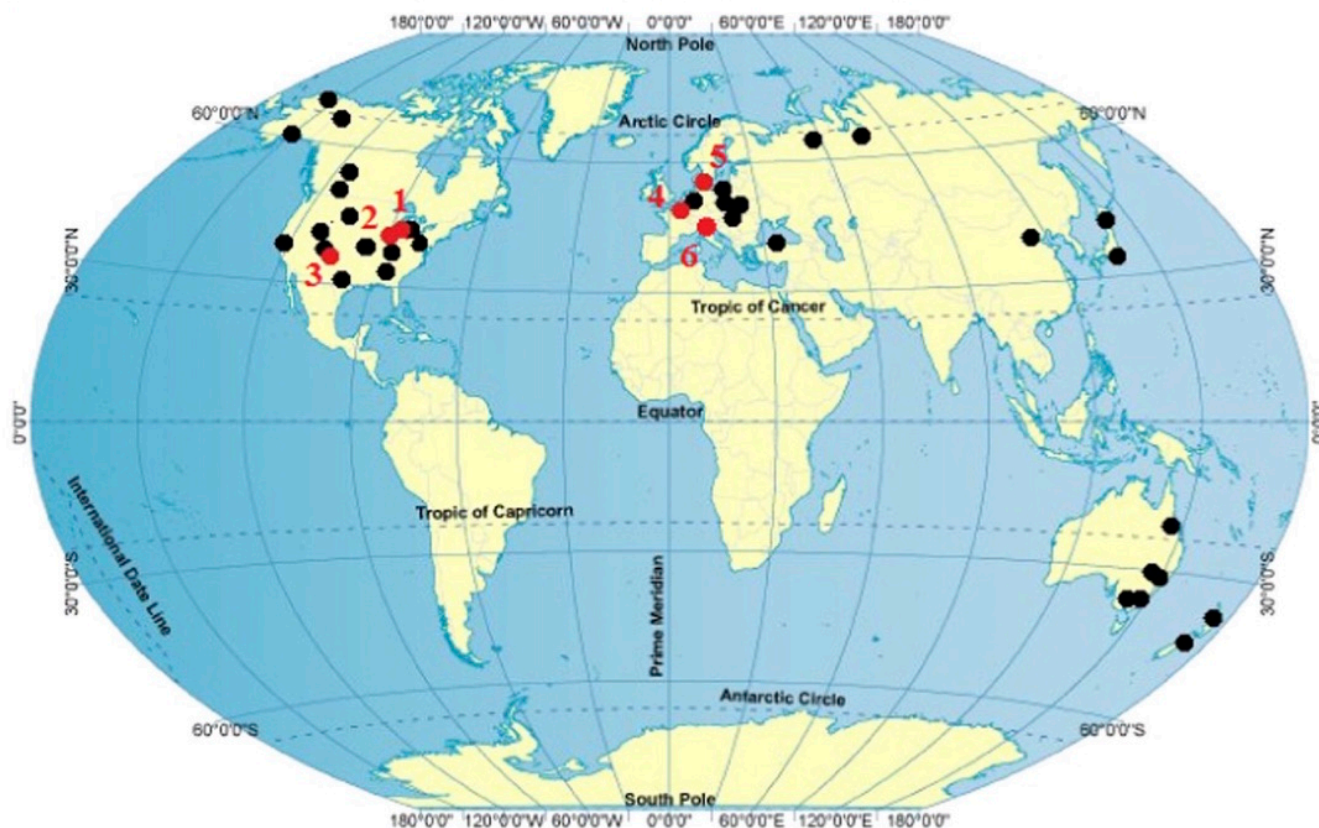 180°0'0" 120°0'0"W 60°0'0"W 0°0'0" 60°0'0"E 120°0'0"E 180°0'0"
North Pole
60°0'0"N
60°0'0"N
Arctic Circle
5
1
4
2
30°0'0"N
30°0'0"N
6
3
Tropic of Cancer
0°0'0"
Equator
0°0'0"
Tropic of Capricorn
International Date Line
Prime Meridian
30°0'0"S
30°0'0"S
Antarctic Circle
60°0'0"S
60°0'0"S
South Pole
180°0'0" 120°0'0"W 60°0'0"W 0°0'0" 60°0'0"E 120°0'0"E 180°0'0"